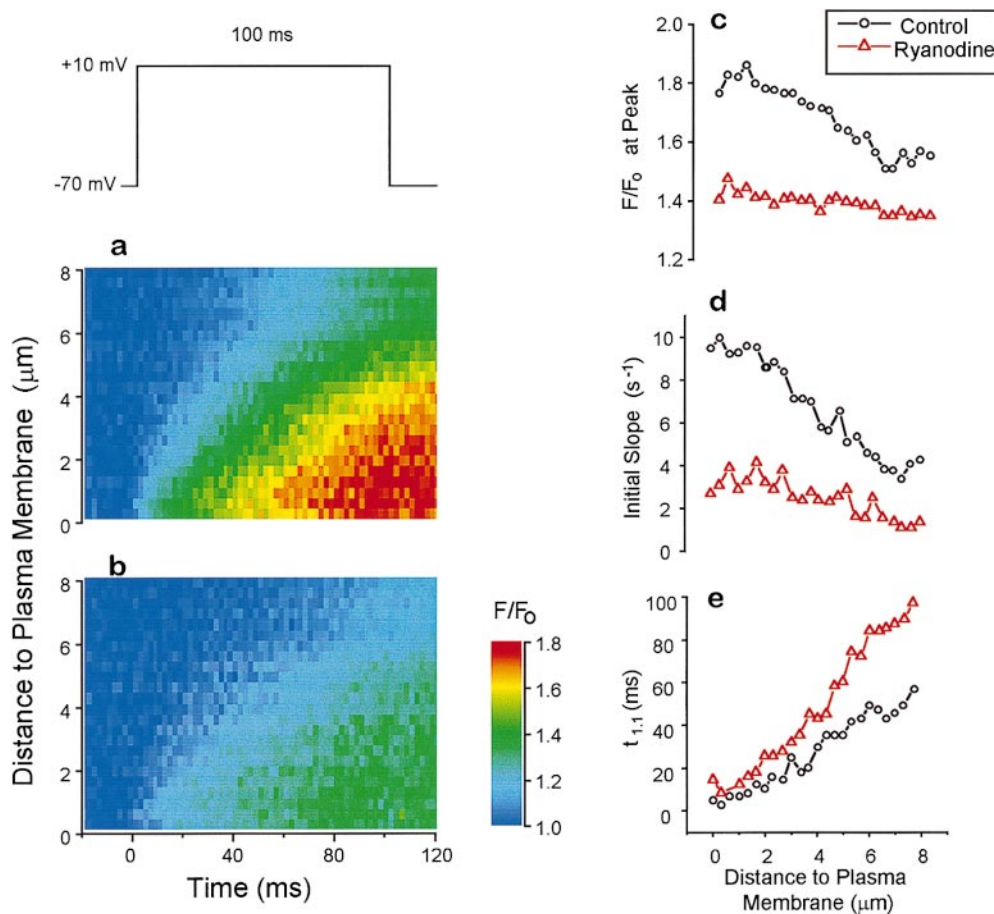 100 ms
+10 mV
-70 mV
a
8
6
4
2
0
b
8
6
4
2
0
Distance to Plasma Membrane (μm)
0 40 80 120
Time (ms)
F/Fo
1.8
1.6
1.4
1.2
1.0
c
Control
Ryanodine
2.0
1.8
1.6
1.4
1.2
F/Fo at Peak
d
10
8
6
4
2
0
Initial Slope (s⁻¹)
e
100
80
60
40
20
0
t1.1 (ms)
0 2 4 6 8
Distance to Plasma
Membrane (μm)